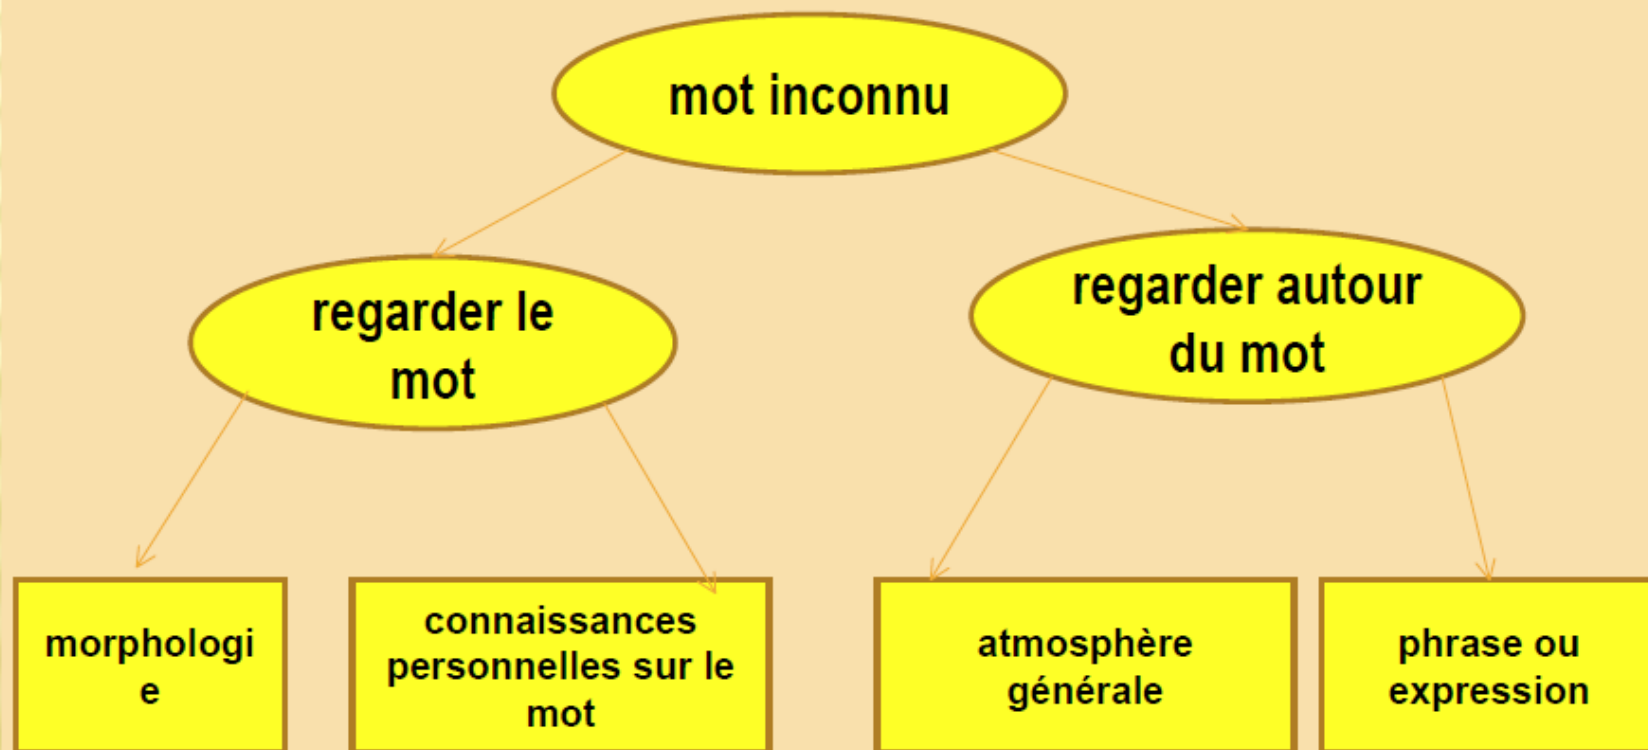 mot inconnu
regarder le
mot
regarder autour
du mot
morphologi
e
connaissances
personnelles sur le
mot
atmosphère
générale
phrase ou
expression